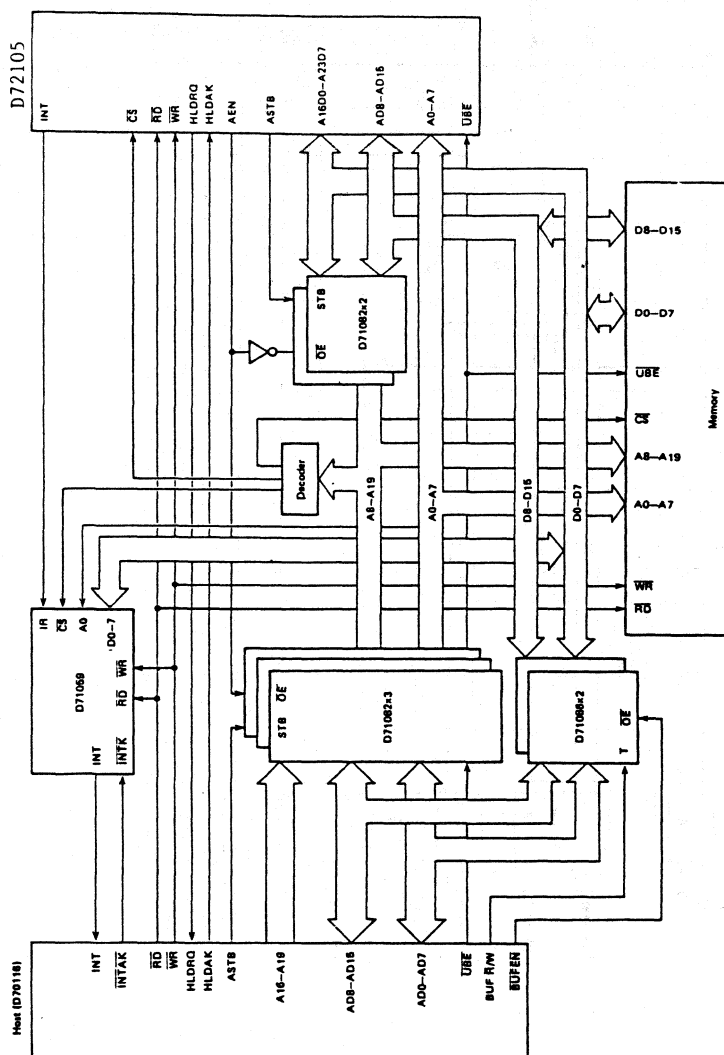 D72105
INT
CS
RD
WR
HLDRQ
HLDAK
AEN
ASTB
A16D0-A23D7
AD8-AD15
A0-A7
UBE
STB
OE
D71082x2
Decoder
A8-A19
A0-A7
D8-D15
D0-D7
D8-D15
D0-D7
UBE
CS
A8-A19
A0-A7
WR
RD
Memory
IR
CS
A0
D0-7
D71059
RD
WR
INT
INTK
STB
OE
D71082x3
D71086x2
T
OE
Host (D70116)
INT
INTAK
RD
WR
HLDRQ
HLDAK
ASTB
A16-A19
AD8-AD15
AD0-AD7
UBE
BUF R/W
BUFEN